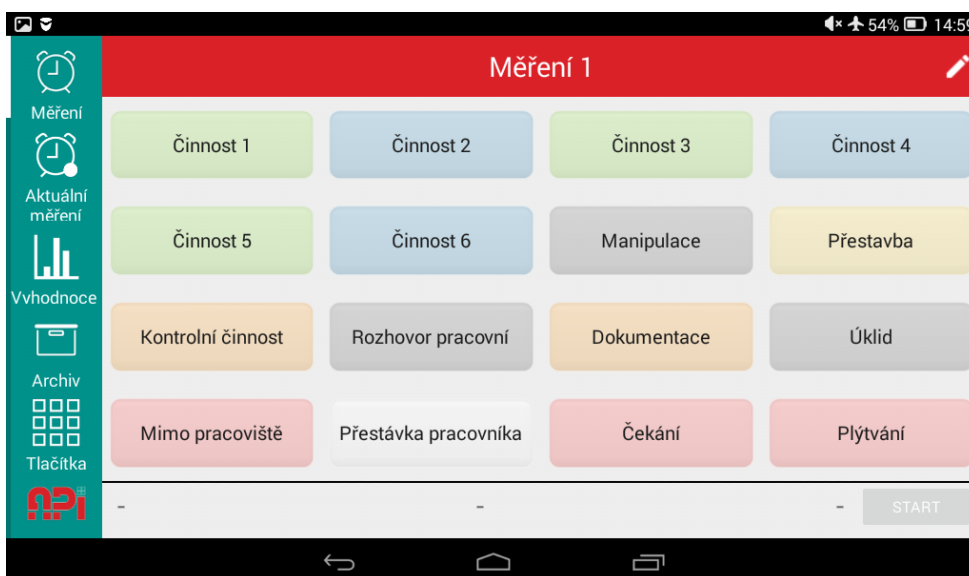 54% 14:59
Měření 1
Měření
Aktuální
měření
Vvhodnoce
Archiv
Tlačítka
API
Činnost 1 Činnost 2 Činnost 3 Činnost 4
Činnost 5 Činnost 6 Manipulace Přestavba
Kontrolní činnost Rozhovor pracovní Dokumentace Úklid
Mimo pracoviště Přestávka pracovníka Čekání Plýtvání
- - - START